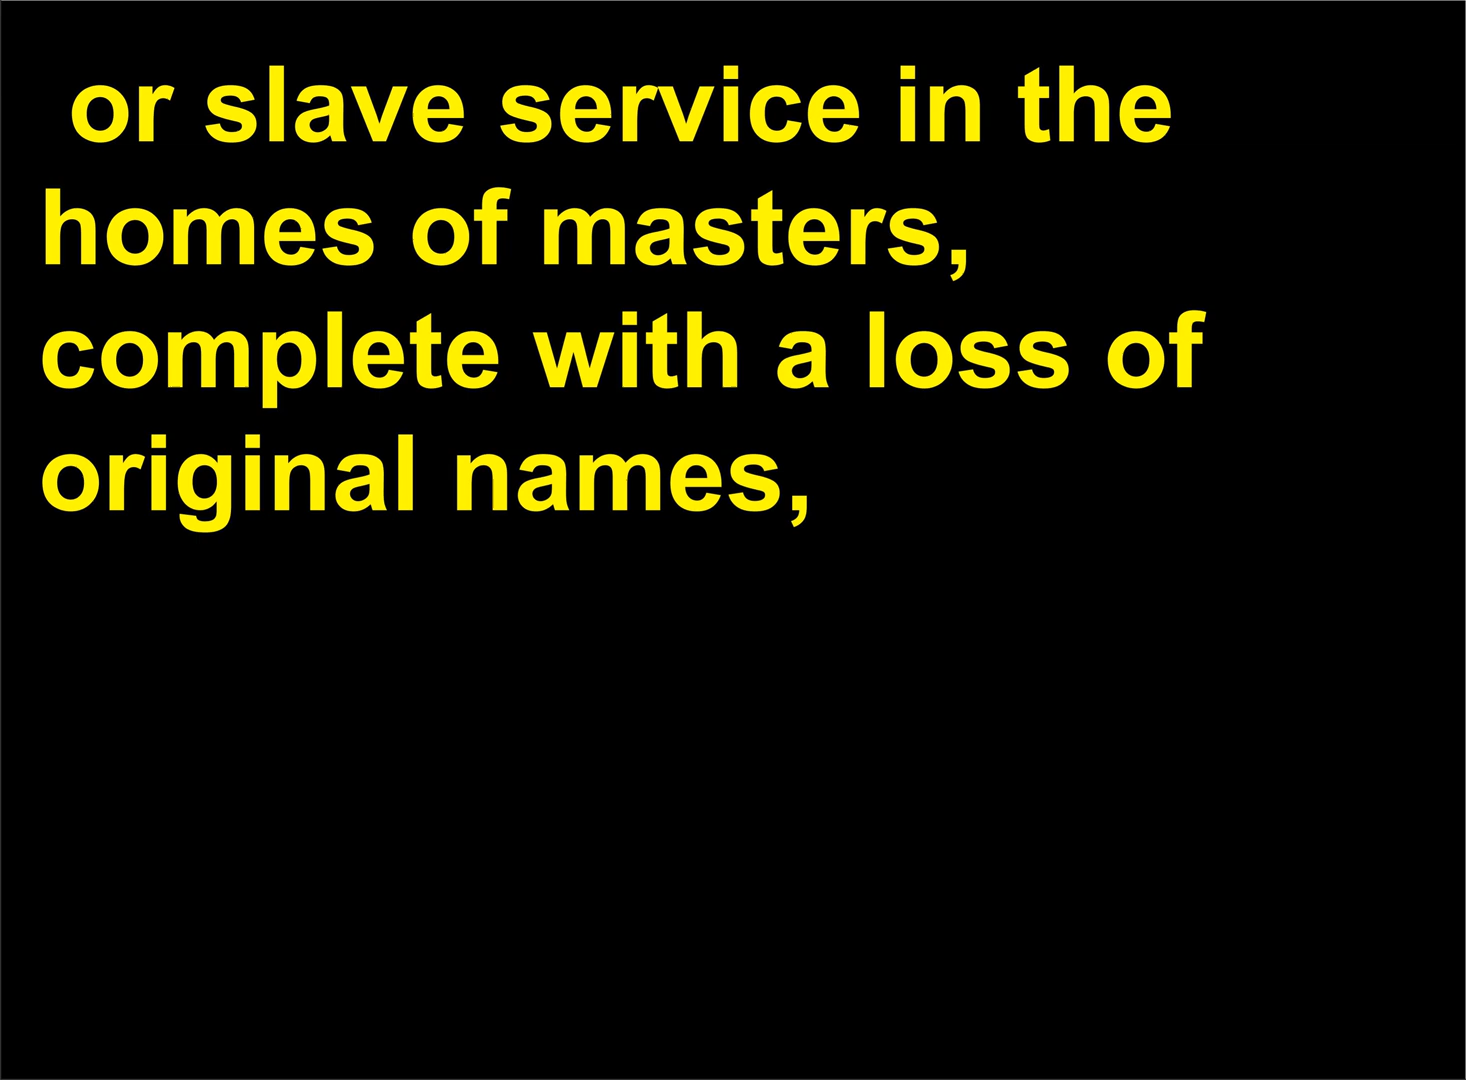 or slave service in the
homes of masters,
complete with a loss of
original names,